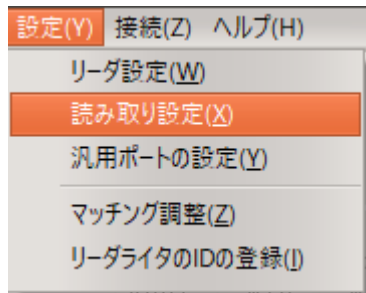 設定(Y) 接続(Z) ヘルプ(H)
リーダ設定(W)
読み取り設定(X)
汎用ポートの設定(Y)
マッチング調整(Z)
リーダライタのIDの登録(I)